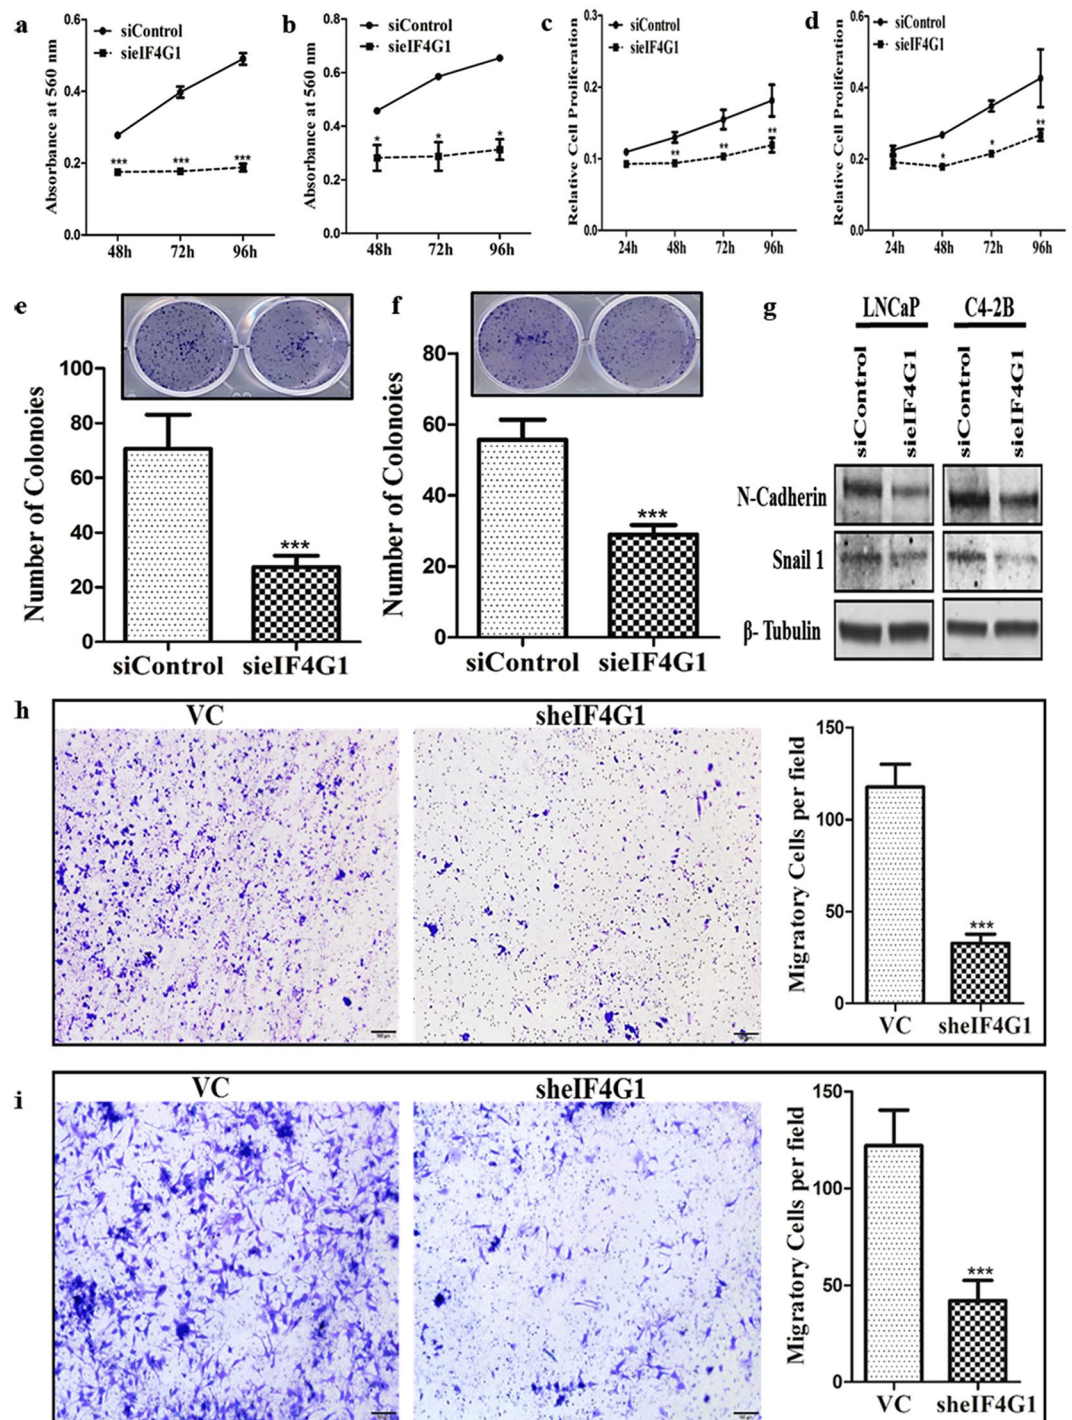 a
Absorbance at 560 nm
0.6
0.4
0.2
0.0
siControl
sieIF4G1
***
***
***
48h
72h
96h
b
Absorbance at 560 nm
0.8
0.6
0.4
0.2
0.0
siControl
sieIF4G1
*
*
*
48h
72h
96h
c
Relative Cell Proliferation
0.3
0.2
0.1
0.0
siControl
sieIF4G1
**
**
**
24h
48h
72h
96h
d
Relative Cell Proliferation
0.6
0.4
0.2
0.0
siControl
sieIF4G1
*
*
**
24h
48h
72h
96h
e
Number of Colonoies
100
80
60
40
20
0
***
siControl
sieIF4G1
f
Number of Colonoies
80
60
40
20
0
***
siControl
sieIF4G1
g
LNCaP
C4-2B
siControl
sieIF4G1
siControl
sieIF4G1
N-Cadherin
Snail 1
β- Tubulin
h
VC
sheIF4G1
Migratory Cells per field
150
100
50
0
***
VC
sheIF4G1
i
VC
sheIF4G1
Migratory Cells per field
150
100
50
0
***
VC
sheIF4G1